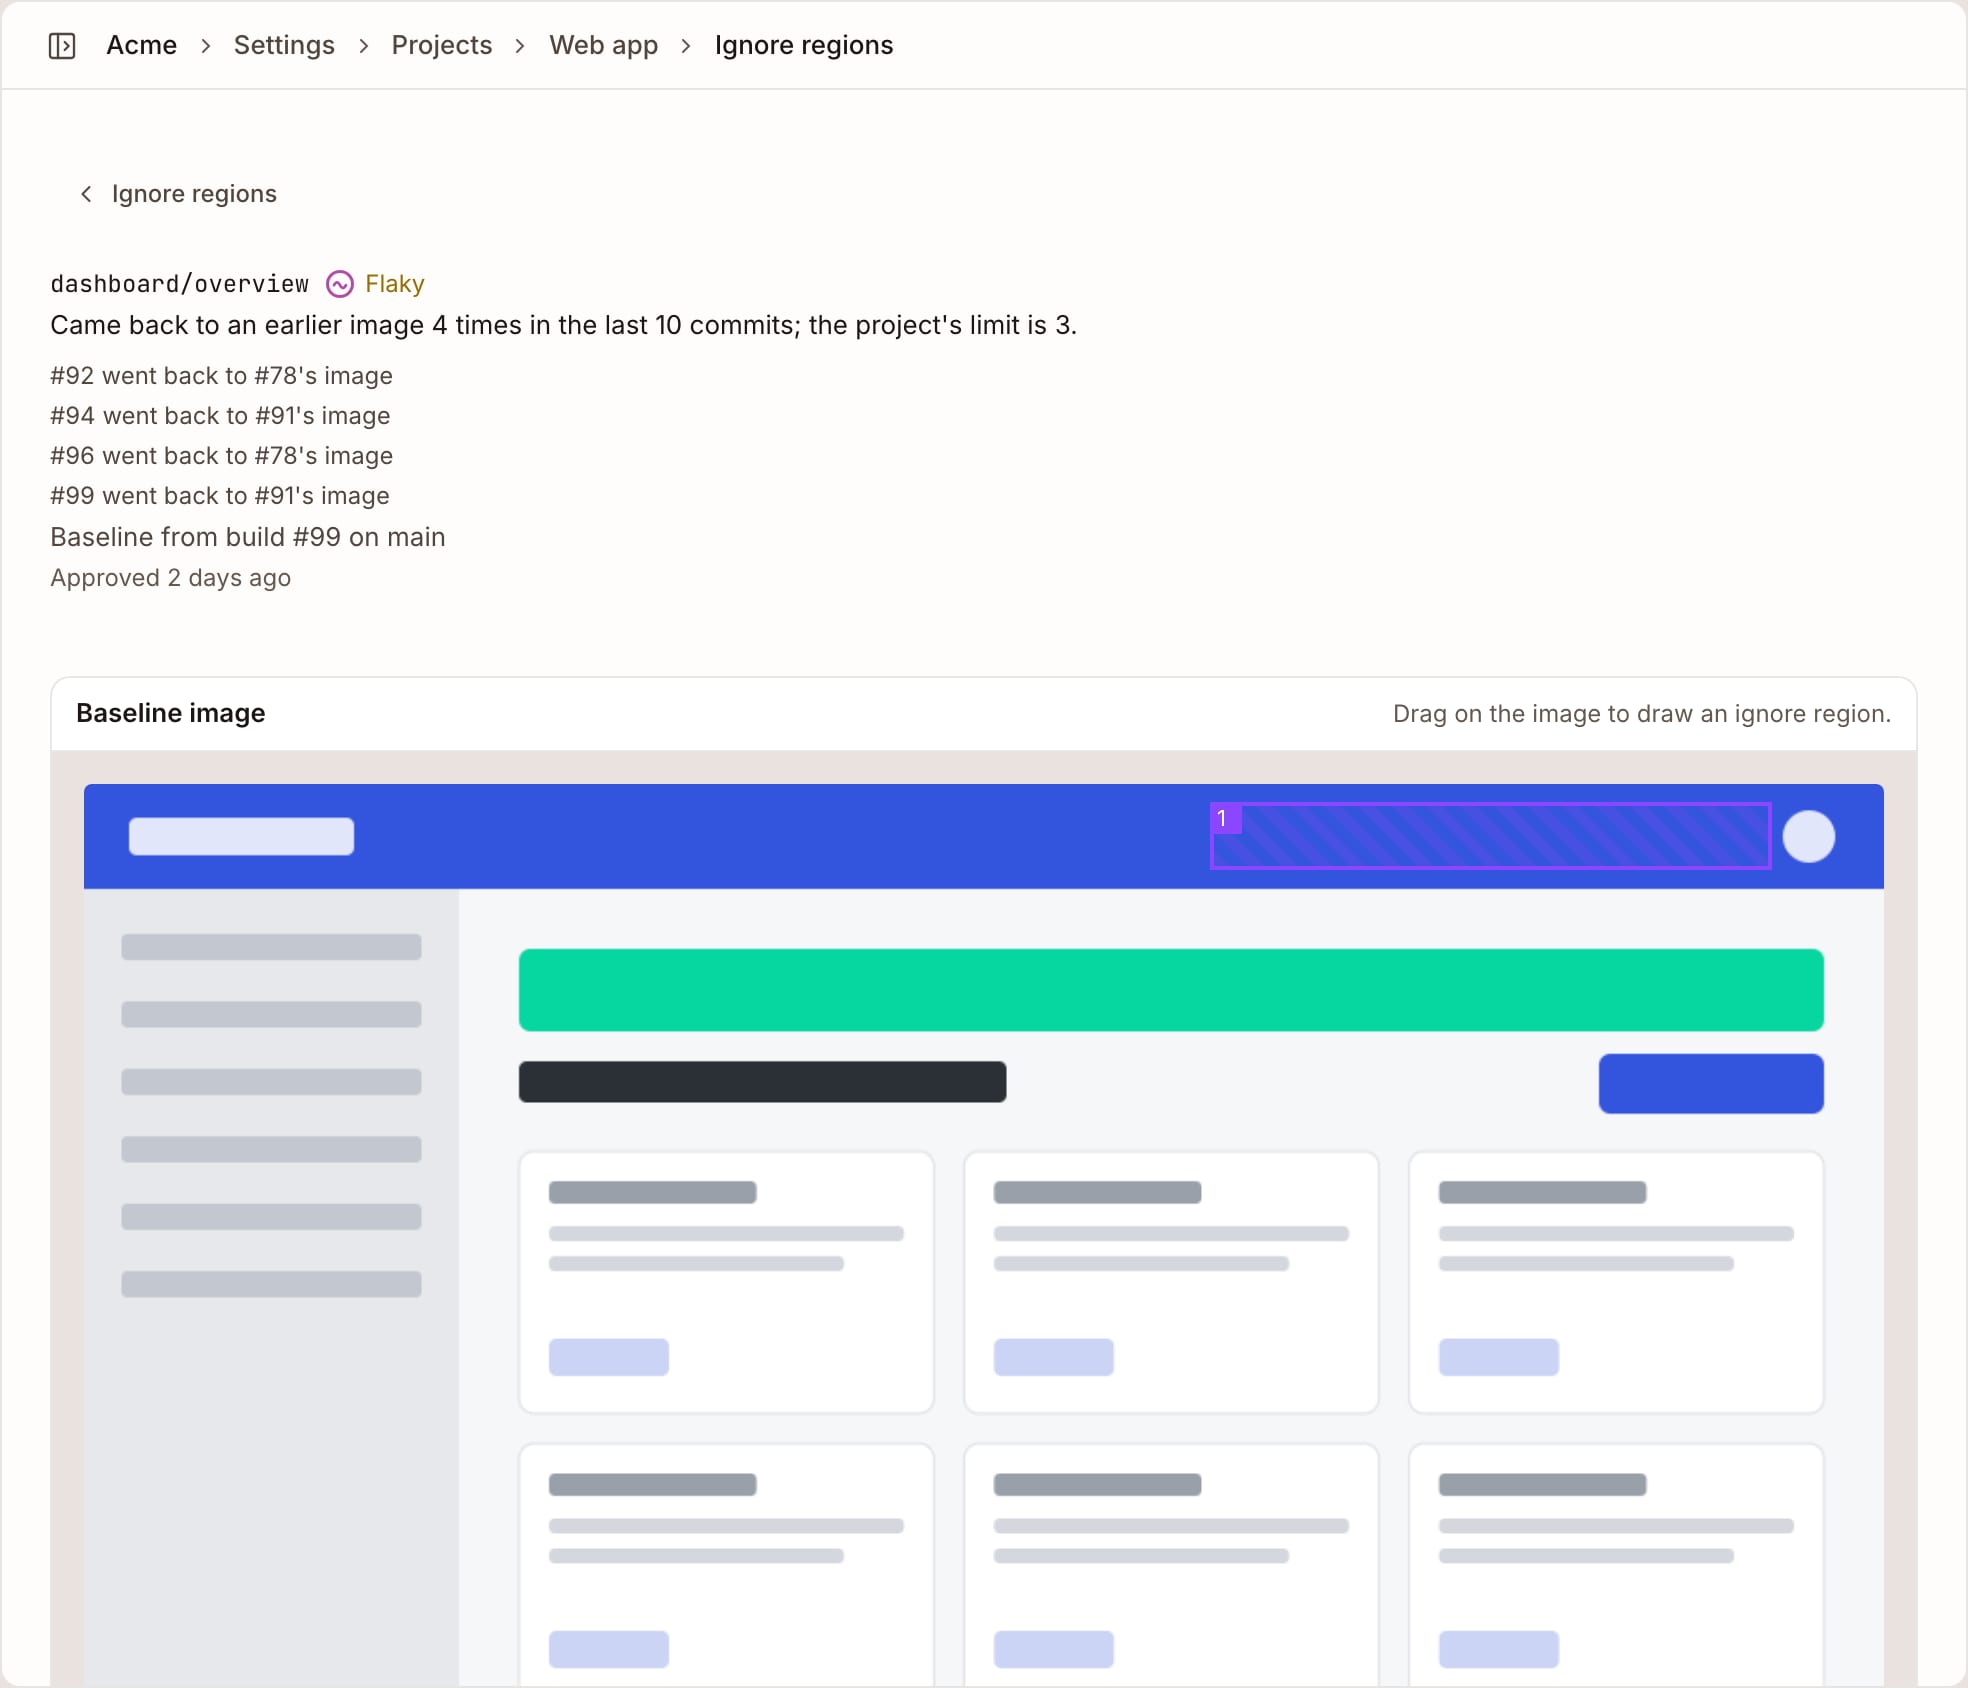 Acme > Settings > Projects > Web app > Ignore regions
Ignore regions
dashboard/overview Flaky
Came back to an earlier image 4 times in the last 10 commits; the project's limit is 3.
#92 went back to #78's image
#94 went back to #91's image
#96 went back to #78's image
#99 went back to #91's image
Baseline from build #99 on main
Approved 2 days ago
Baseline image
Drag on the image to draw an ignore region.
1